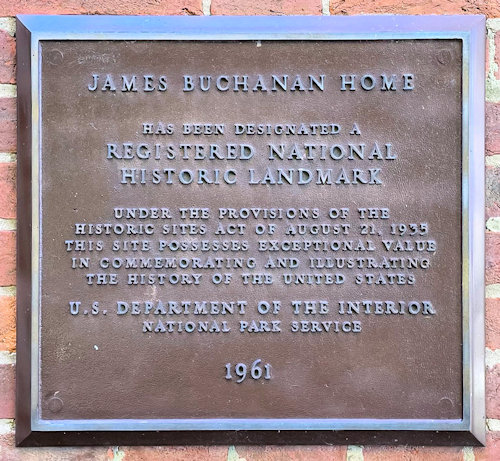 JAMES BUCHANAN HOME
HAS BEEN DESIGNATED A
REGISTERED NATIONAL
HISTORIC LANDMARK
UNDER THE PROVISIONS OF THE
HISTORIC SITES ACT OF AUGUST 21, 1935
THIS SITE POSSESSES EXCEPTIONAL VALUE
IN COMMEMORATING AND ILLUSTRATING
THE HISTORY OF THE UNITED STATES
U.S. DEPARTMENT OF THE INTERIOR
NATIONAL PARK SERVICE
1961